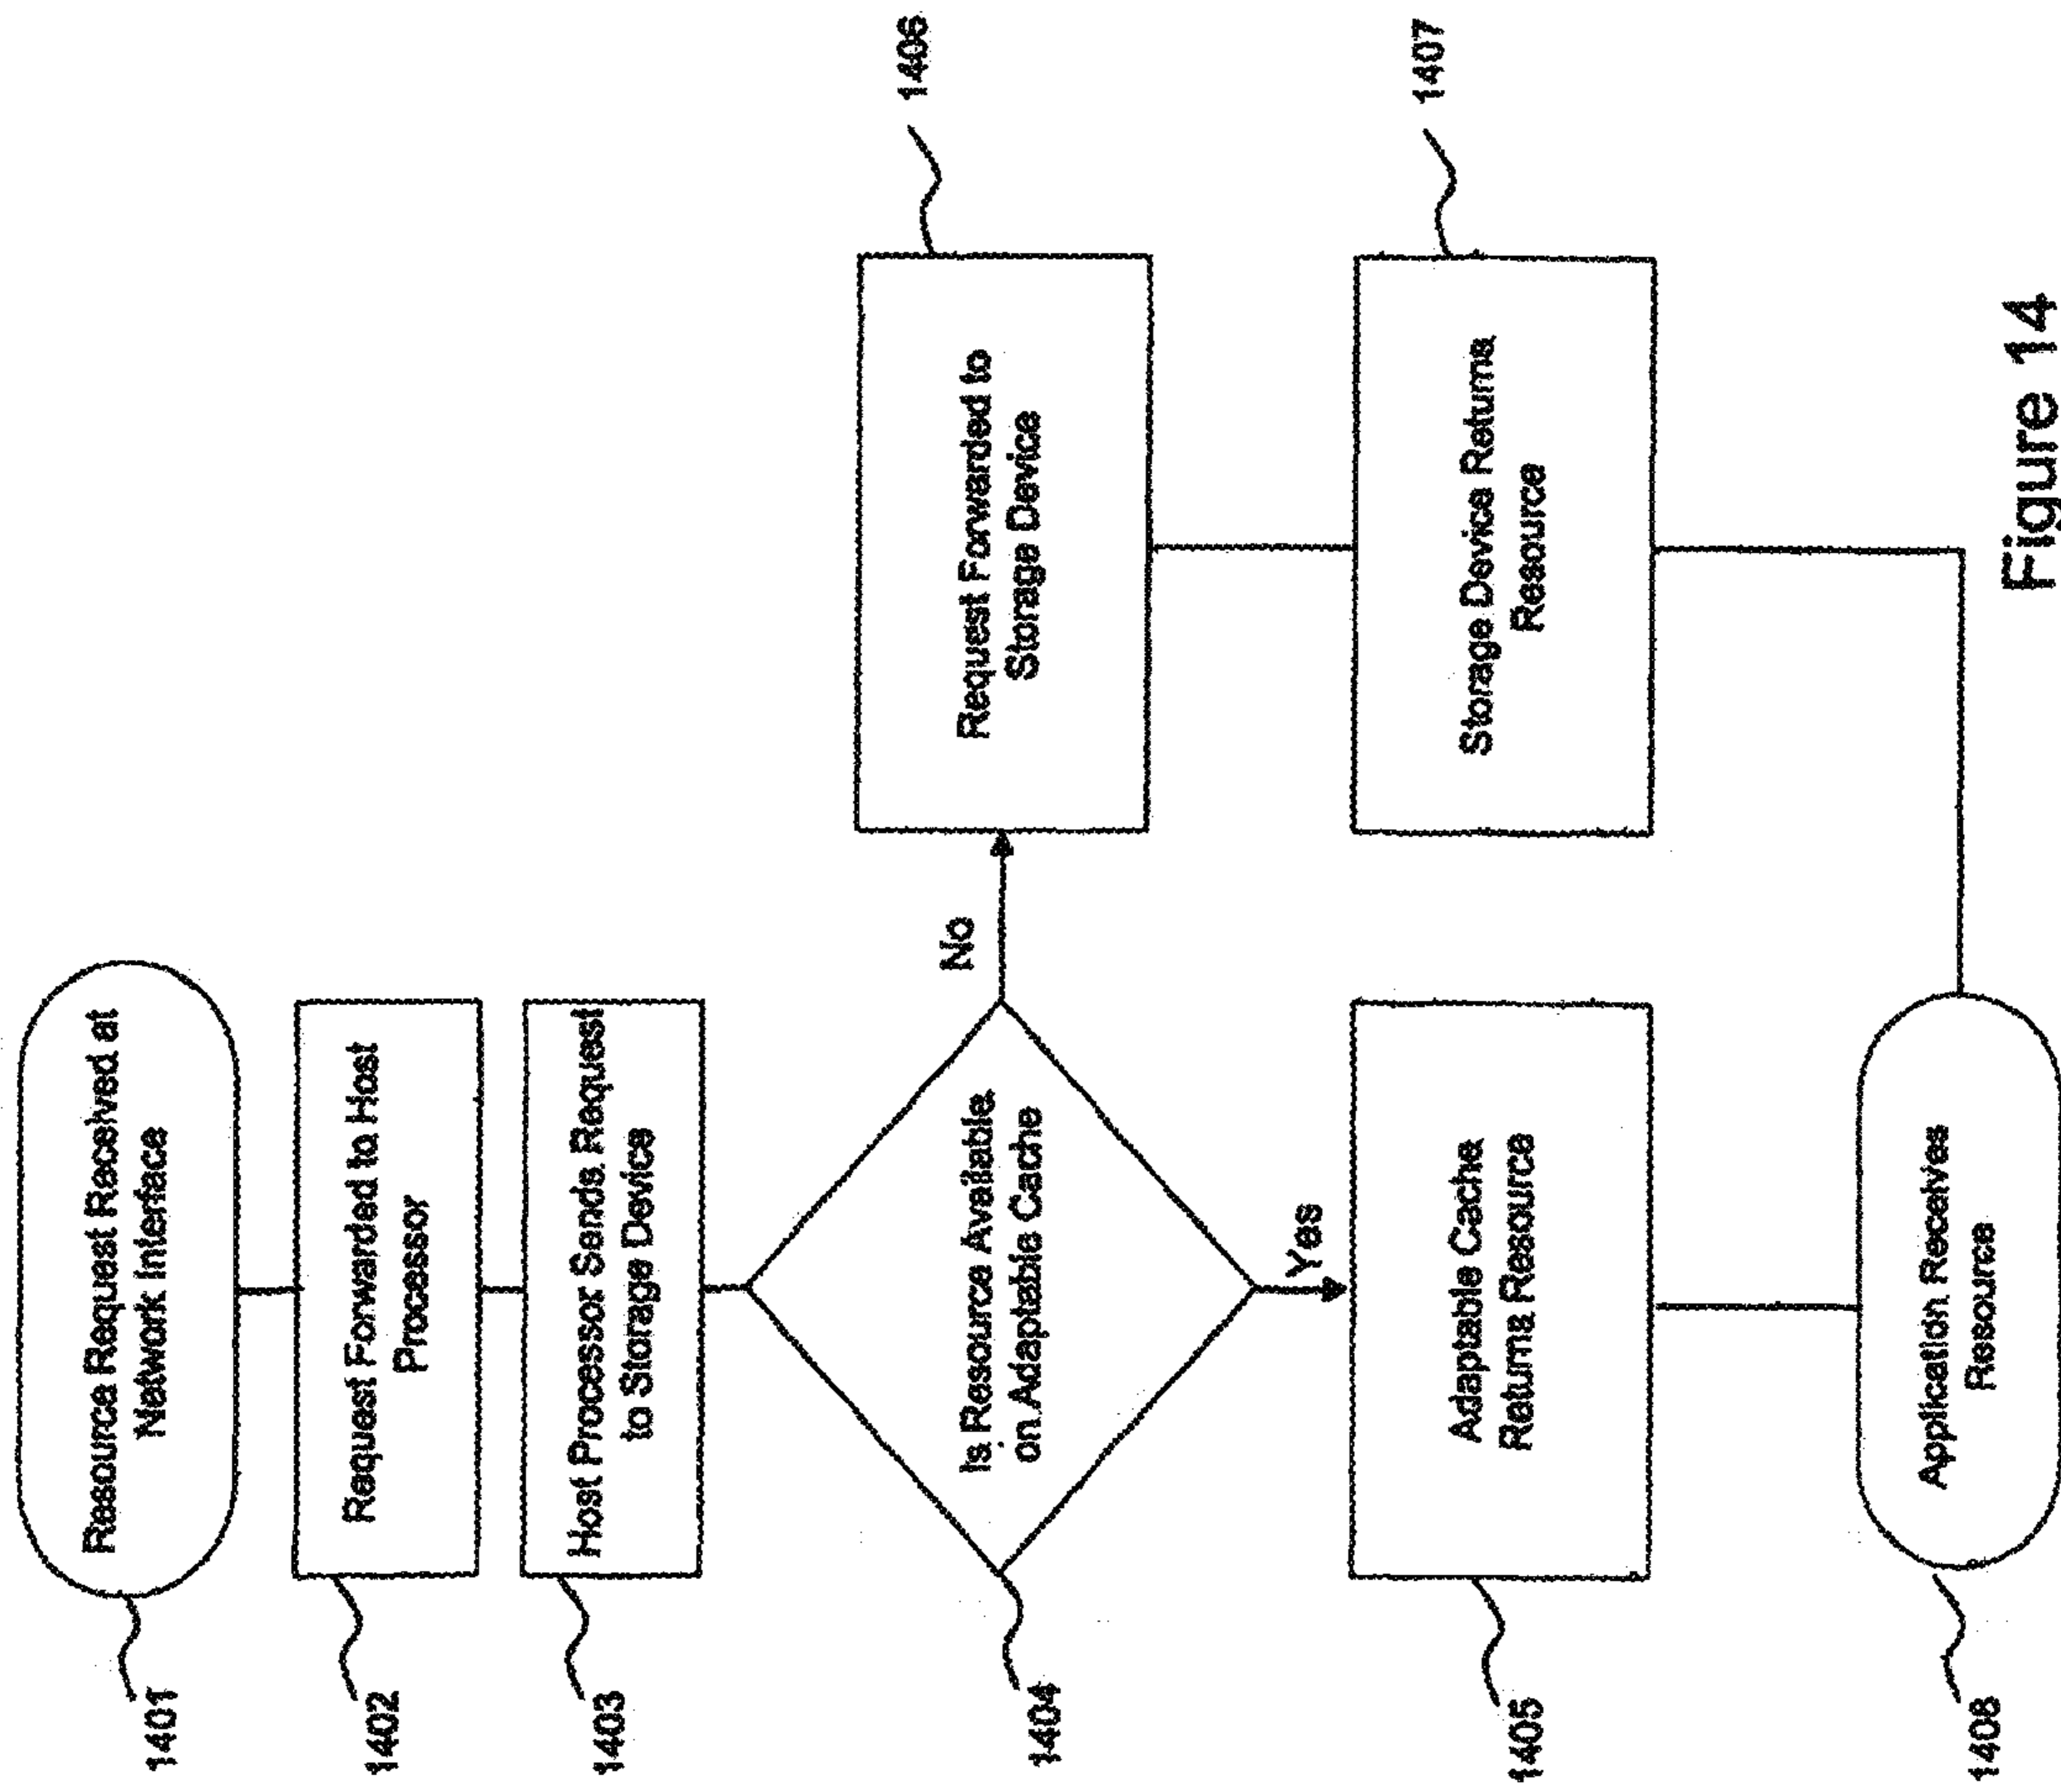 1401
Resource Request Received at
Network Interface
1402
Request Forwarded to Host
Processor
1403
Host Processor Sends Request
to Storage Device
1404
Is Resource Available
on Adaptable Cache
No
Yes
1406
Request Forwarded to
Storage Device
1405
Adaptable Cache
Returns Resource
1407
Storage Device Returns
Resource
1408
Application Receives
Resource
Figure 14